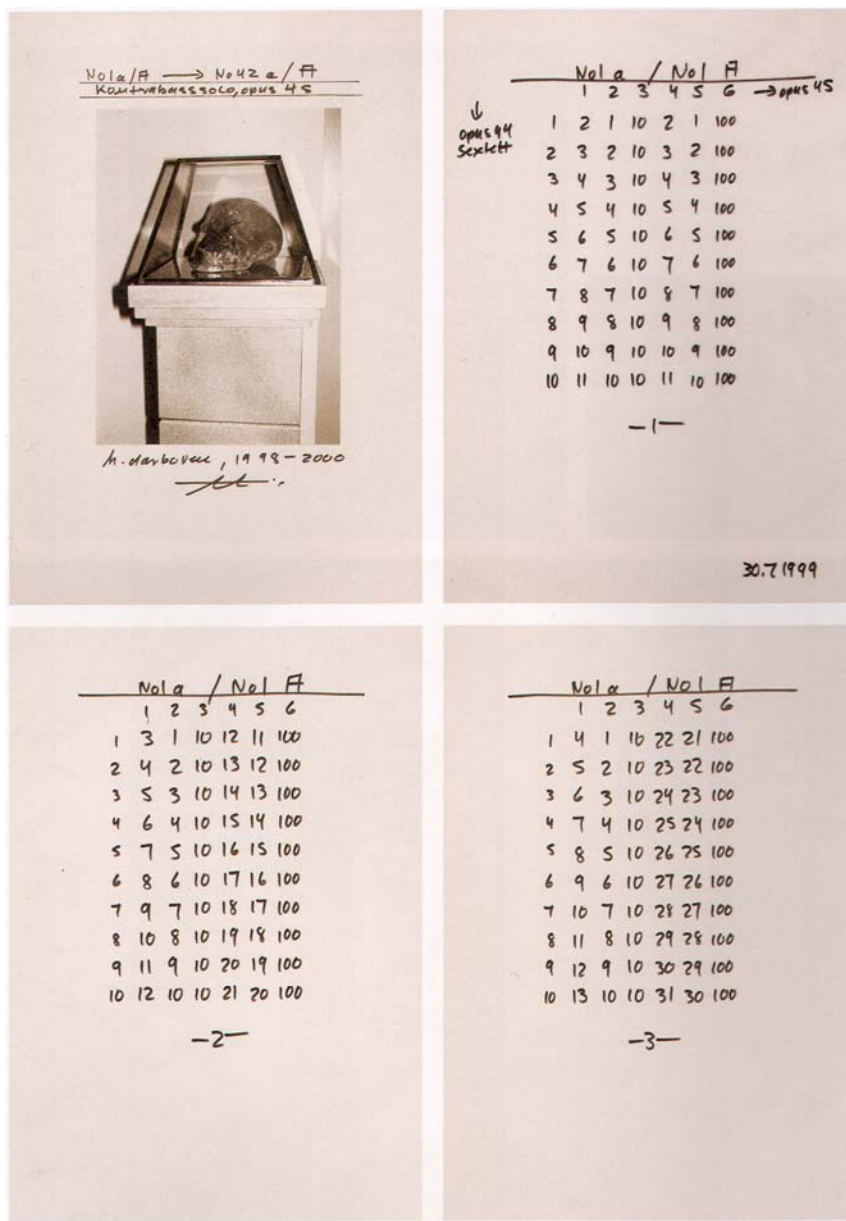 No1a/A → No42a/A
Kontrabasssolo, opus 45
h. darboven, 1998-2000
No1a / No1 A
1 2 3 4 5 6 → opus 45
↓
opus 44
Sextett
1 2 1 10 2 1 100
2 3 2 10 3 2 100
3 4 3 10 4 3 100
4 5 4 10 5 4 100
5 6 5 10 6 5 100
6 7 6 10 7 6 100
7 8 7 10 8 7 100
8 9 8 10 9 8 100
9 10 9 10 10 9 100
10 11 10 10 11 10 100
—1—
30.7 1999
No1a / No1 A
1 2 3 4 5 6
1 3 1 10 12 11 100
2 4 2 10 13 12 100
3 5 3 10 14 13 100
4 6 4 10 15 14 100
5 7 5 10 16 15 100
6 8 6 10 17 16 100
7 9 7 10 18 17 100
8 10 8 10 19 18 100
9 11 9 10 20 19 100
10 12 10 10 21 20 100
—2—
No1a / No1 A
1 2 3 4 5 6
1 4 1 10 22 21 100
2 5 2 10 23 22 100
3 6 3 10 24 23 100
4 7 4 10 25 24 100
5 8 5 10 26 25 100
6 9 6 10 27 26 100
7 10 7 10 28 27 100
8 11 8 10 29 28 100
9 12 9 10 30 29 100
10 13 10 10 31 30 100
—3—